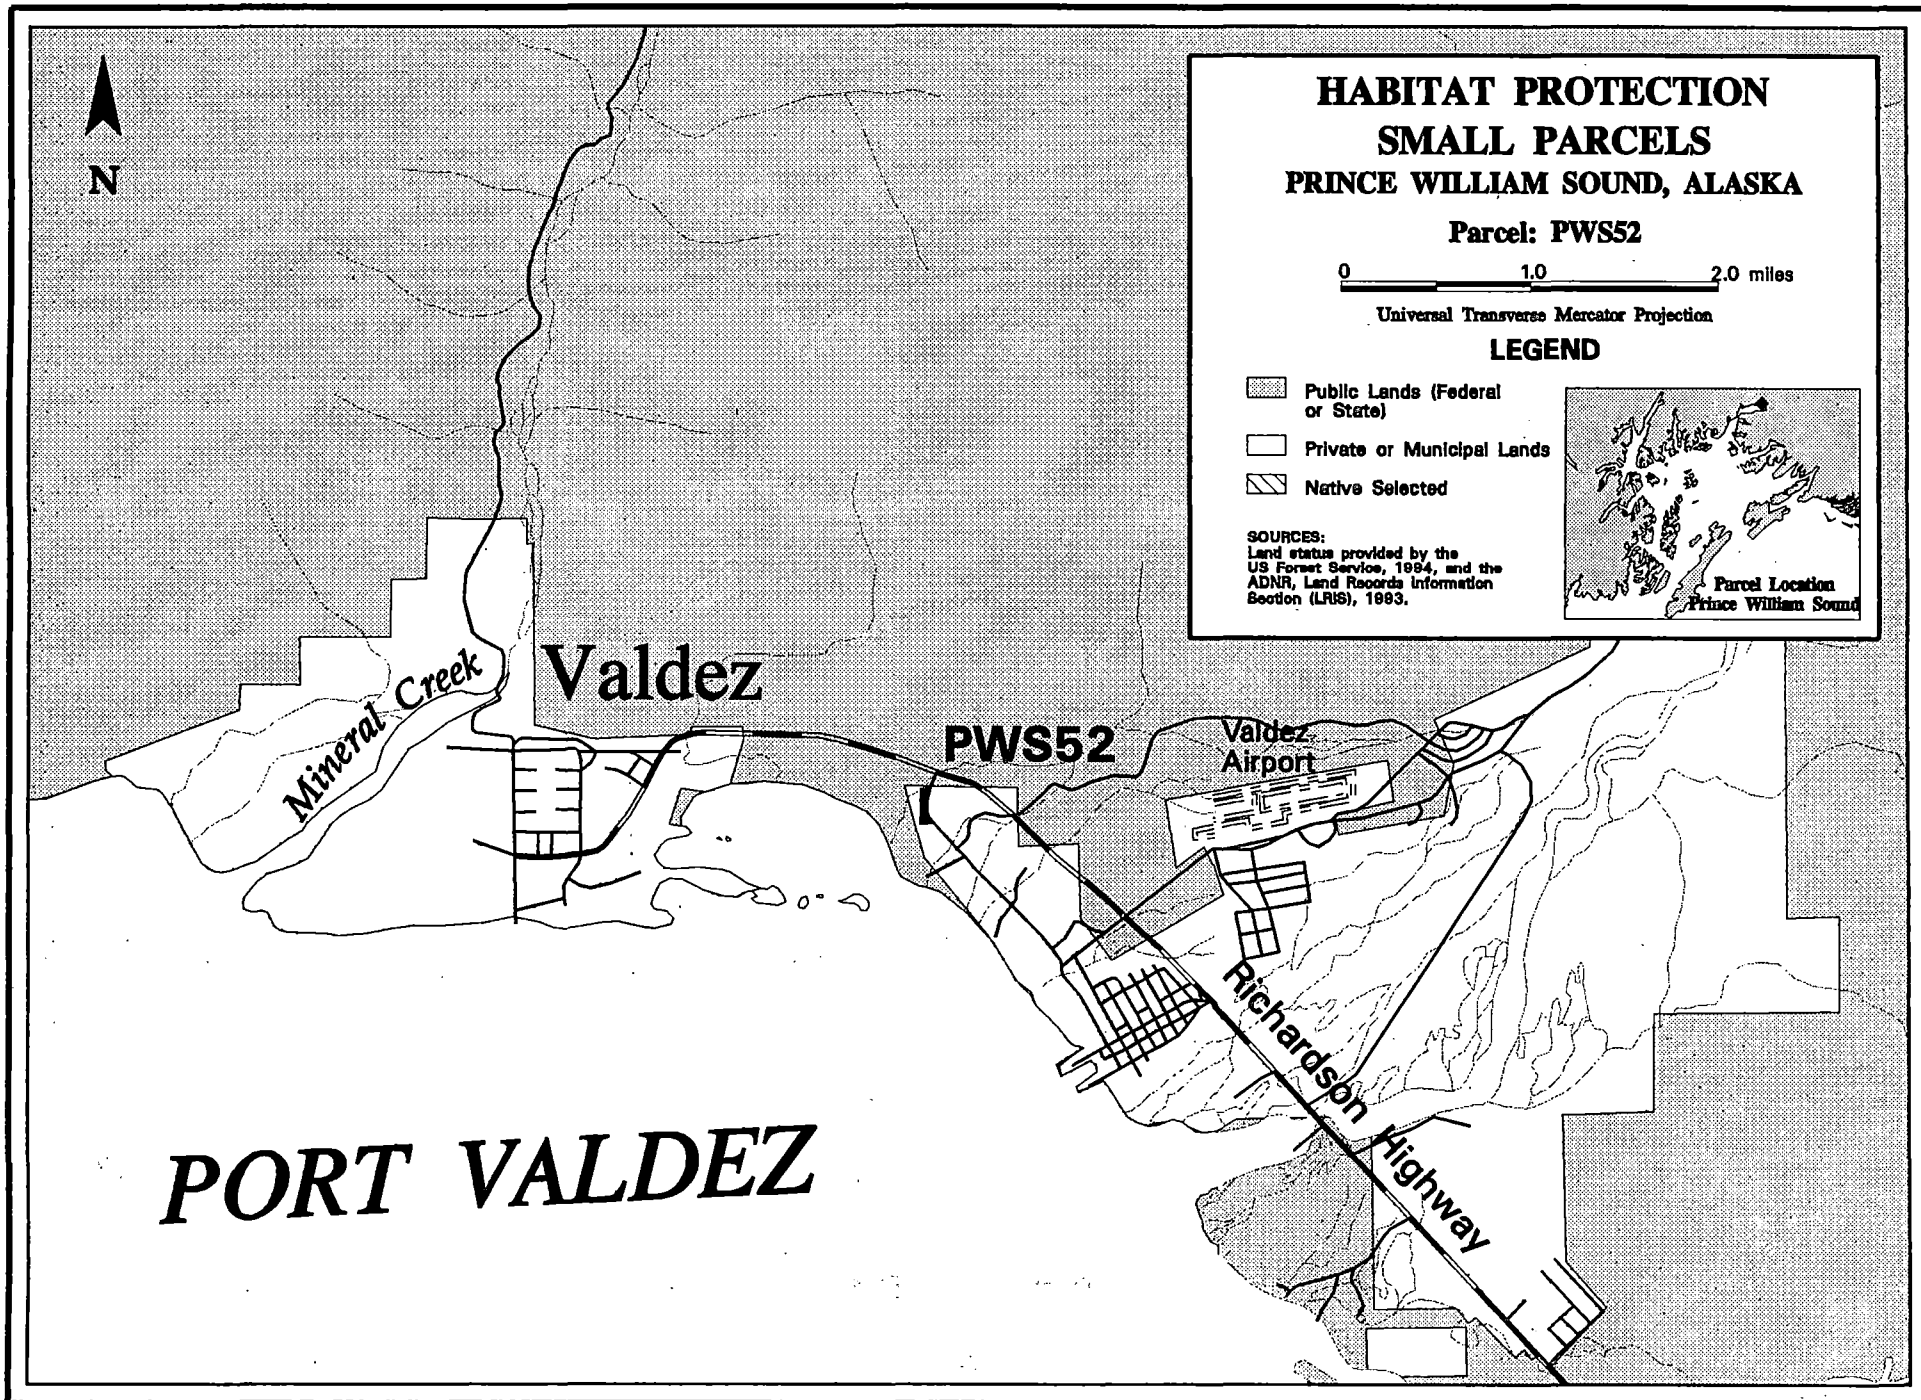 HABITAT PROTECTION
SMALL PARCELS
PRINCE WILLIAM SOUND, ALASKA
Parcel: PWS52
0 1.0 2.0 miles
Universal Transverse Mercator Projection
LEGEND
Public Lands (Federal
or State)
Private or Municipal Lands
Native Selected
SOURCES:
Land status provided by the
US Forest Service, 1994, and the
ADNR, Land Records Information
Section (LRIS), 1993.
Parcel Location
Prince William Sound
N
Valdez
Mineral Creek
PWS52
Valdez
Airport
Richardson Highway
PORT VALDEZ